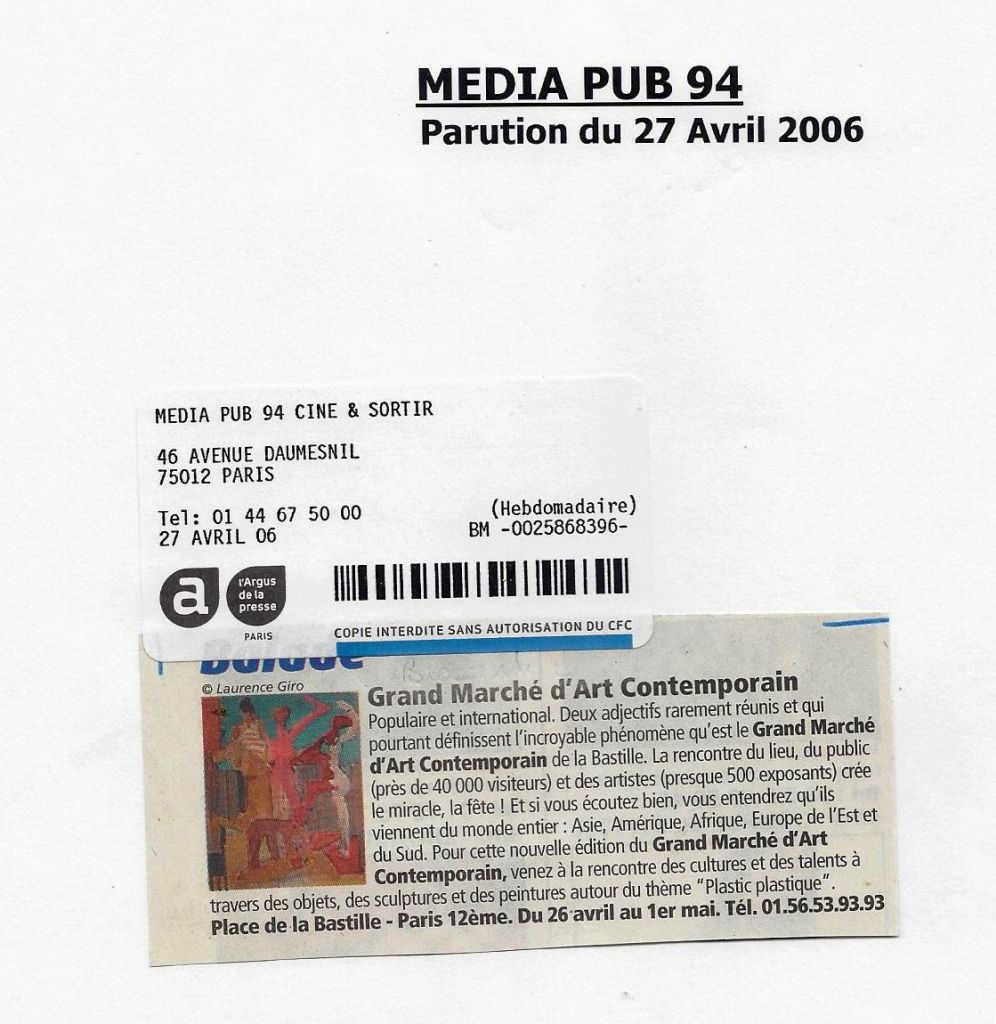 MEDIA PUB 94
Parution du 27 Avril 2006
MEDIA PUB 94 CINE & SORTIR
46 AVENUE DAUMESNIL
75012 PARIS
Tel: 01 44 67 50 00
(Hebdomadaire)
27 AVRIL 06
BM -0025868396-
a
l'Argus
de la
presse
PARIS
COPIE INTERDITE SANS AUTORISATION DU CFC
Balade
© Laurence Giro
Grand Marché d'Art Contemporain
Populaire et international. Deux adjectifs rarement réunis et qui
pourtant définissent l'incroyable phénomène qu'est le Grand Marché
d'Art Contemporain de la Bastille. La rencontre du lieu, du public
(près de 40 000 visiteurs) et des artistes (presque 500 exposants) crée
le miracle, la fête ! Et si vous écoutez bien, vous entendrez qu'ils
viennent du monde entier : Asie, Amérique, Afrique, Europe de l'Est et
du Sud. Pour cette nouvelle édition du Grand Marché d'Art
Contemporain, venez à la rencontre des cultures et des talents à
travers des objets, des sculptures et des peintures autour du thème "Plastic plastique".
Place de la Bastille - Paris 12ème. Du 26 avril au 1er mai. Tél. 01.56.53.93.93